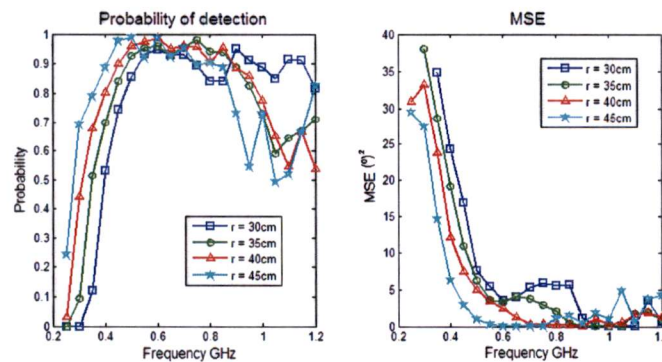 Probability of detection
1
0.9
0.8
0.7
0.6
0.5
0.4
0.3
0.2
0.1
0
Probability
r = 30cm
r = 35cm
r = 40cm
r = 45cm
0.2 0.4 0.6 0.8 1 1.2
Frequency GHz
MSE
40
35
30
25
20
15
10
5
0
MSE (º)²
r = 30cm
r = 35cm
r = 40cm
r = 45cm
0.2 0.4 0.6 0.8 1 1.2
Frequency GHz